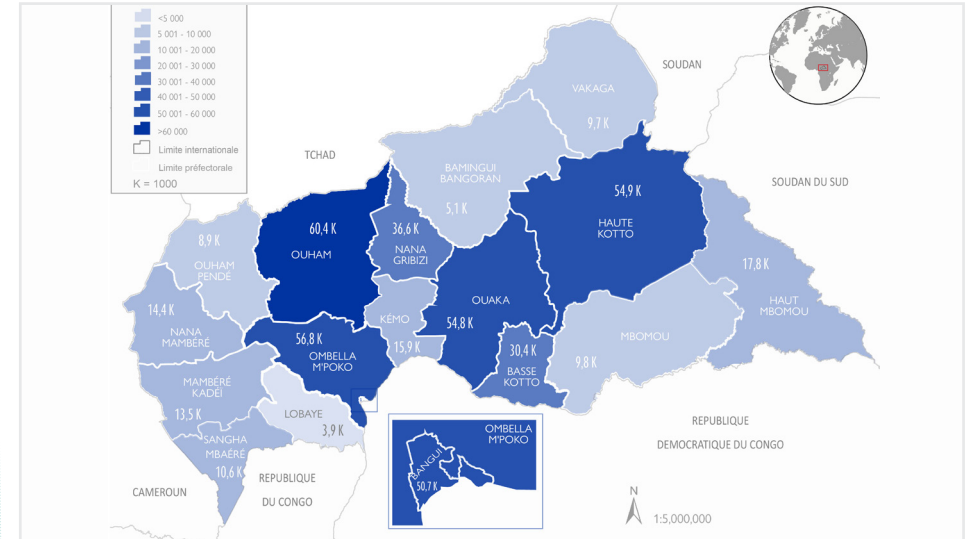 <5 000
5 001 - 10 000
10 001 - 20 000
20 001 - 30 000
30 001 - 40 000
40 001 - 50 000
50 001 - 60 000
>60 000
Limite internationale
Limite préfectorale
K = 1000
SOUDAN
TCHAD
SOUDAN DU SUD
VAKAGA
9,7 K
BAMINGUI
BANGORAN
5,1 K
54,9 K
HAUTE
KOTTO
60,4 K
OUHAM
36,6 K
NANA
GRIBIZI
8,9 K
OUHAM
PENDÉ
17,8 K
HAUT
MBOMOU
14,4 K
NANA
MAMBÉRÉ
OUAKA
54,8 K
KÉMO
15,9 K
56,8 K
OMBELLA
M'POKO
30,4 K
BASSE
KOTTO
MBOMOU
9,8 K
MAMBÉRÉ
KADÉÏ
13,5 K
LOBAYE
3,9 K
SANGHA
MBAÉRÉ
10,6 K
CAMEROUN
REPUBLIQUE
DU CONGO
OMBELLA
M'POKO
BANGUI
50,7 K
REPUBLIQUE
DEMOCRATIQUE DU CONGO
N
1:5,000,000